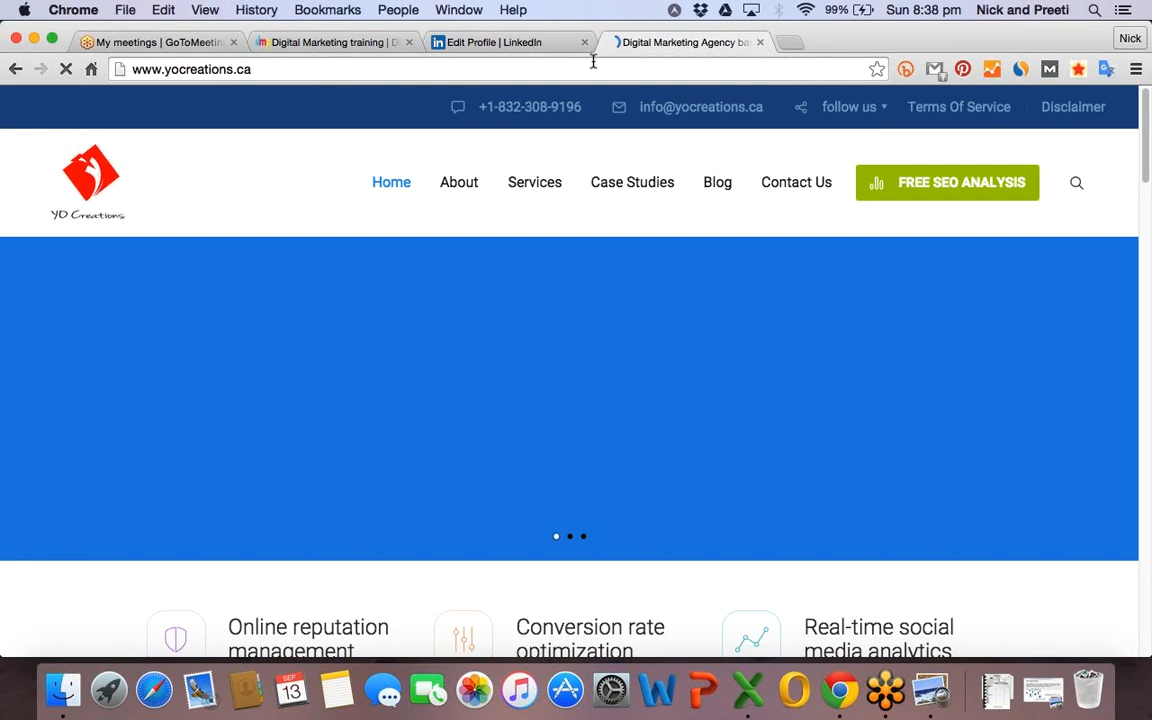 Chrome File Edit View History Bookmarks People Window Help 99% Sun 8:38 pm Nick and Preeti
My meetings | GoToMeetin Digital Marketing training | D Edit Profile | LinkedIn Digital Marketing Agency ba Nick
www.yocreations.ca
+1-832-308-9196 info@yocreations.ca follow us Terms Of Service Disclaimer
Home About Services Case Studies Blog Contact Us FREE SEO ANALYSIS
YO Creations
Online reputation
management
Conversion rate
optimization
Real-time social
media analytics
SEP
13